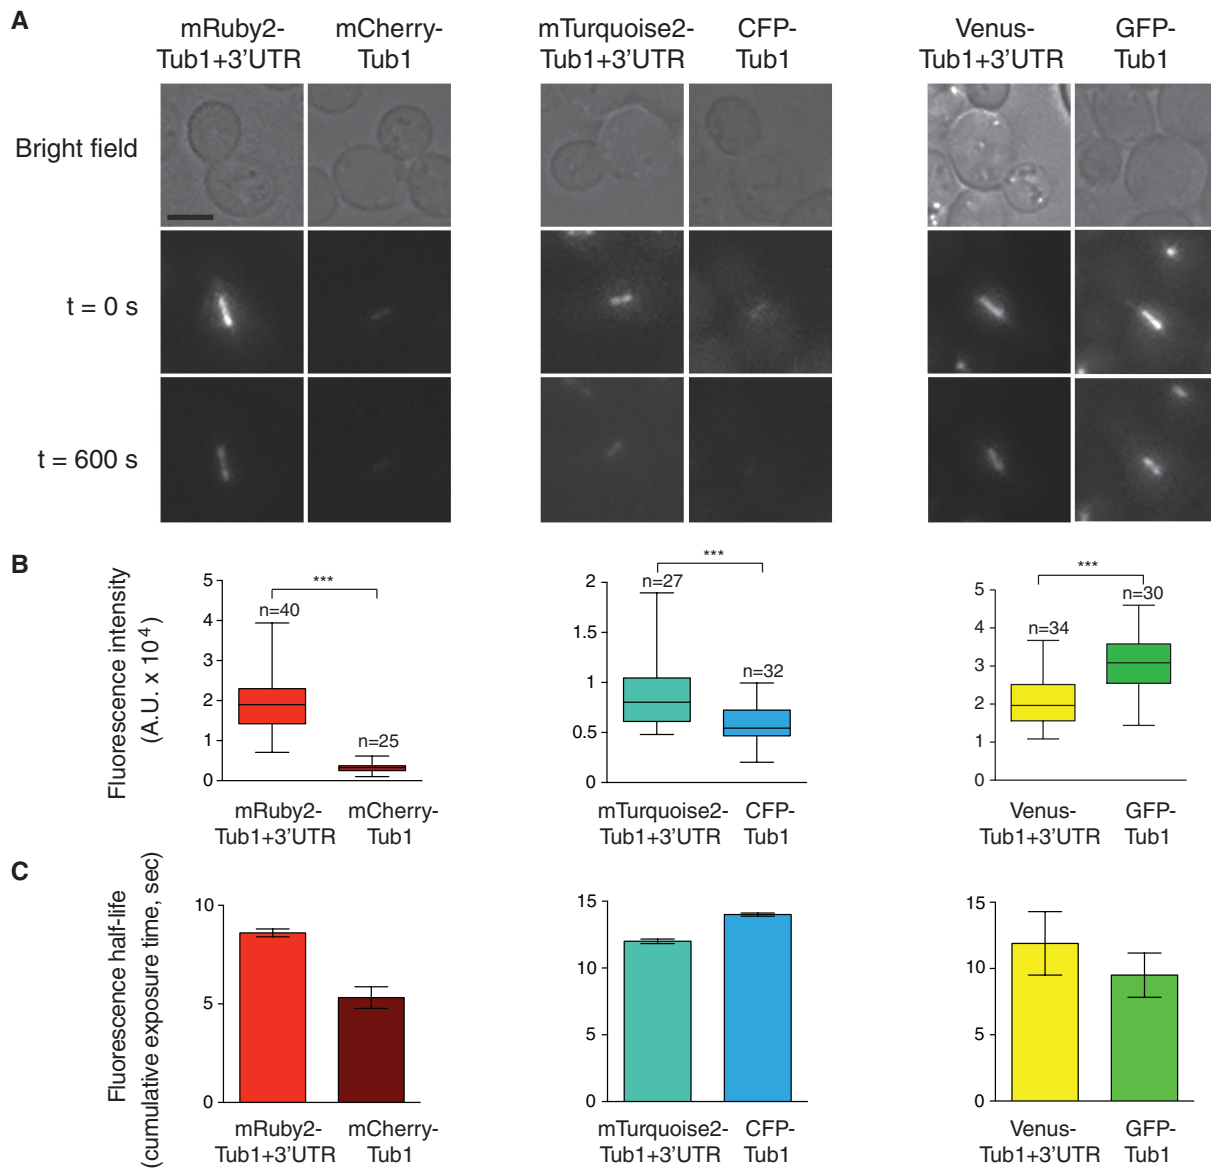 A
mRuby2-
Tub1+3'UTR
mCherry-
Tub1
mTurquoise2-
Tub1+3'UTR
CFP-
Tub1
Venus-
Tub1+3'UTR
GFP-
Tub1
Bright field
t = 0 s
t = 600 s
B
Fluorescence intensity
(A.U. x 10⁴)
5
4
3
2
1
0
***
n=40
n=25
mRuby2-
Tub1+3'UTR
mCherry-
Tub1
2
1.5
1
0.5
0
***
n=27
n=32
mTurquoise2-
Tub1+3'UTR
CFP-
Tub1
5
4
3
2
1
0
***
n=34
n=30
Venus-
Tub1+3'UTR
GFP-
Tub1
C
Fluorescence half-life
(cumulative exposure time, sec)
10
5
0
mRuby2-
Tub1+3'UTR
mCherry-
Tub1
15
10
5
0
mTurquoise2-
Tub1+3'UTR
CFP-
Tub1
15
10
5
0
Venus-
Tub1+3'UTR
GFP-
Tub1